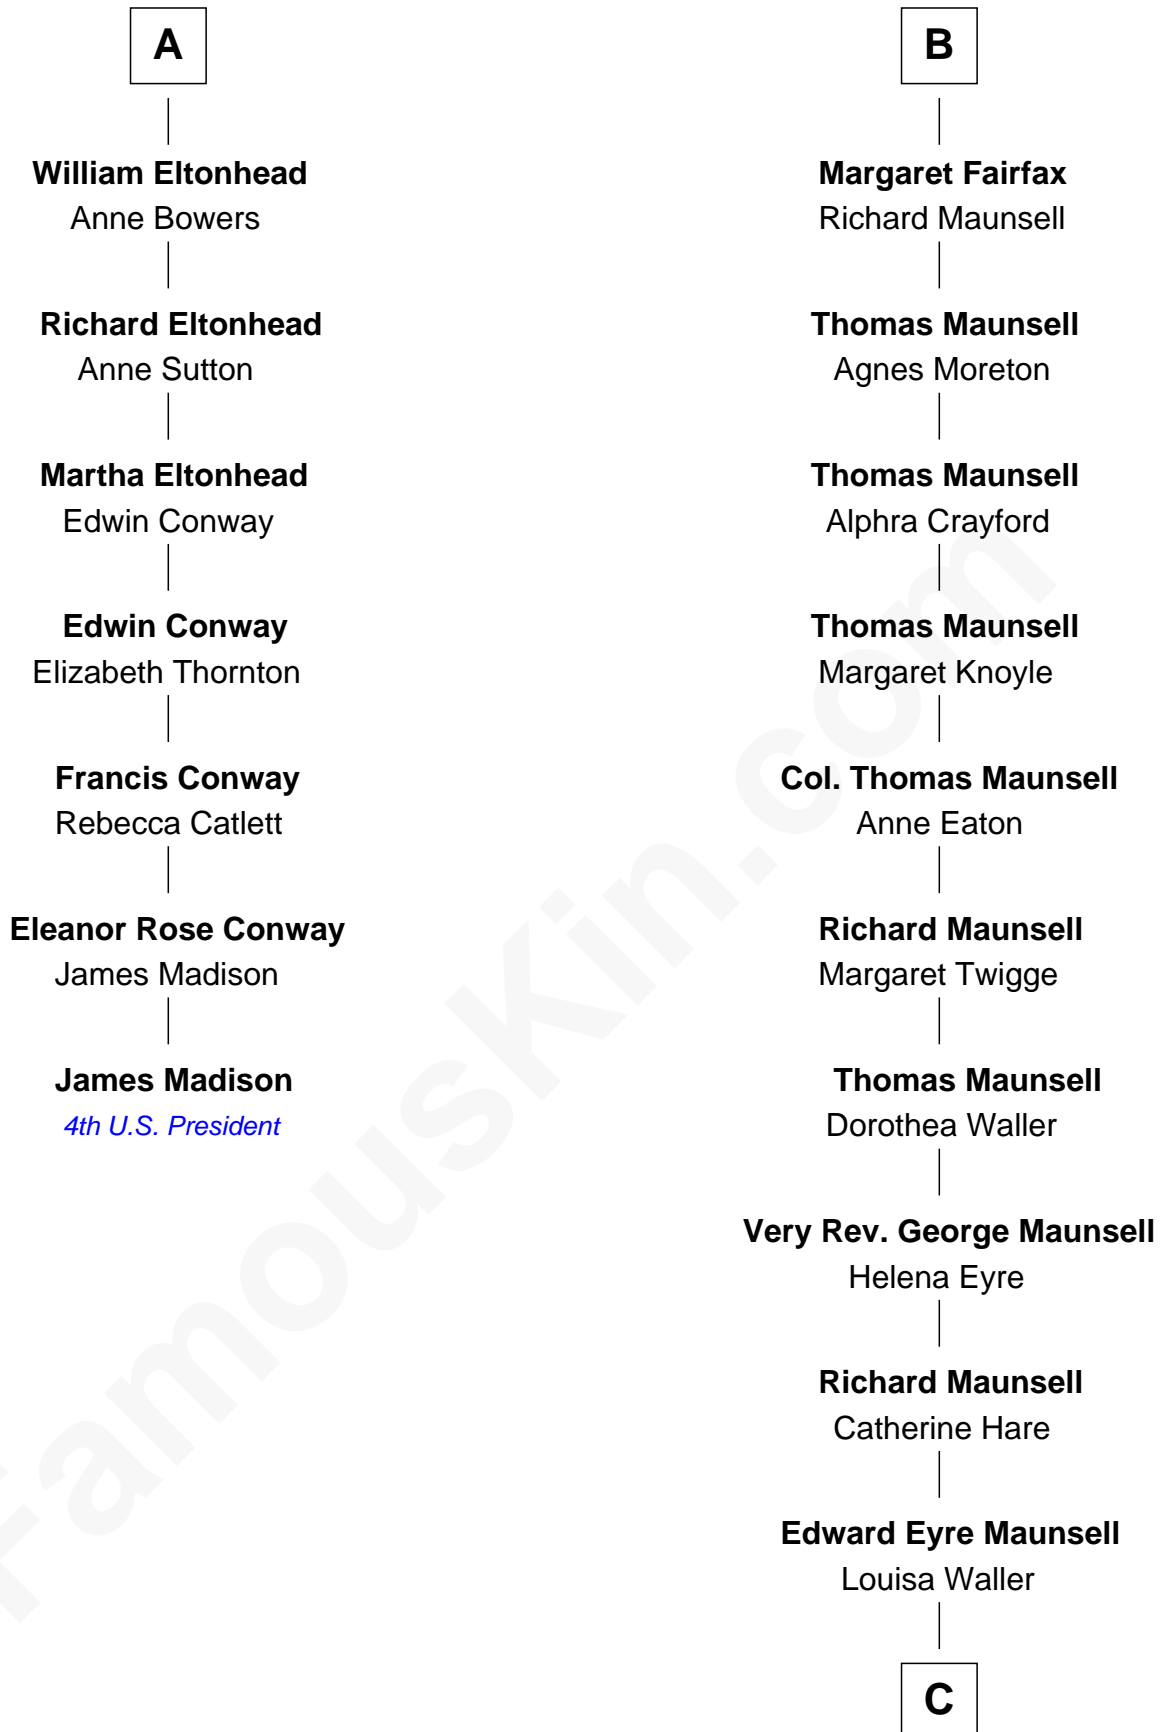 A
William Eltonhead
Anne Bowers
Richard Eltonhead
Anne Sutton
Martha Eltonhead
Edwin Conway
Edwin Conway
Elizabeth Thornton
Francis Conway
Rebecca Catlett
Eleanor Rose Conway
James Madison
James Madison
4th U.S. President
B
Margaret Fairfax
Richard Maunsell
Thomas Maunsell
Agnes Moreton
Thomas Maunsell
Alphra Crayford
Thomas Maunsell
Margaret Knoyle
Col. Thomas Maunsell
Anne Eaton
Richard Maunsell
Margaret Twigge
Thomas Maunsell
Dorothea Waller
Very Rev. George Maunsell
Helena Eyre
Richard Maunsell
Catherine Hare
Edward Eyre Maunsell
Louisa Waller
C
FamousKin.com